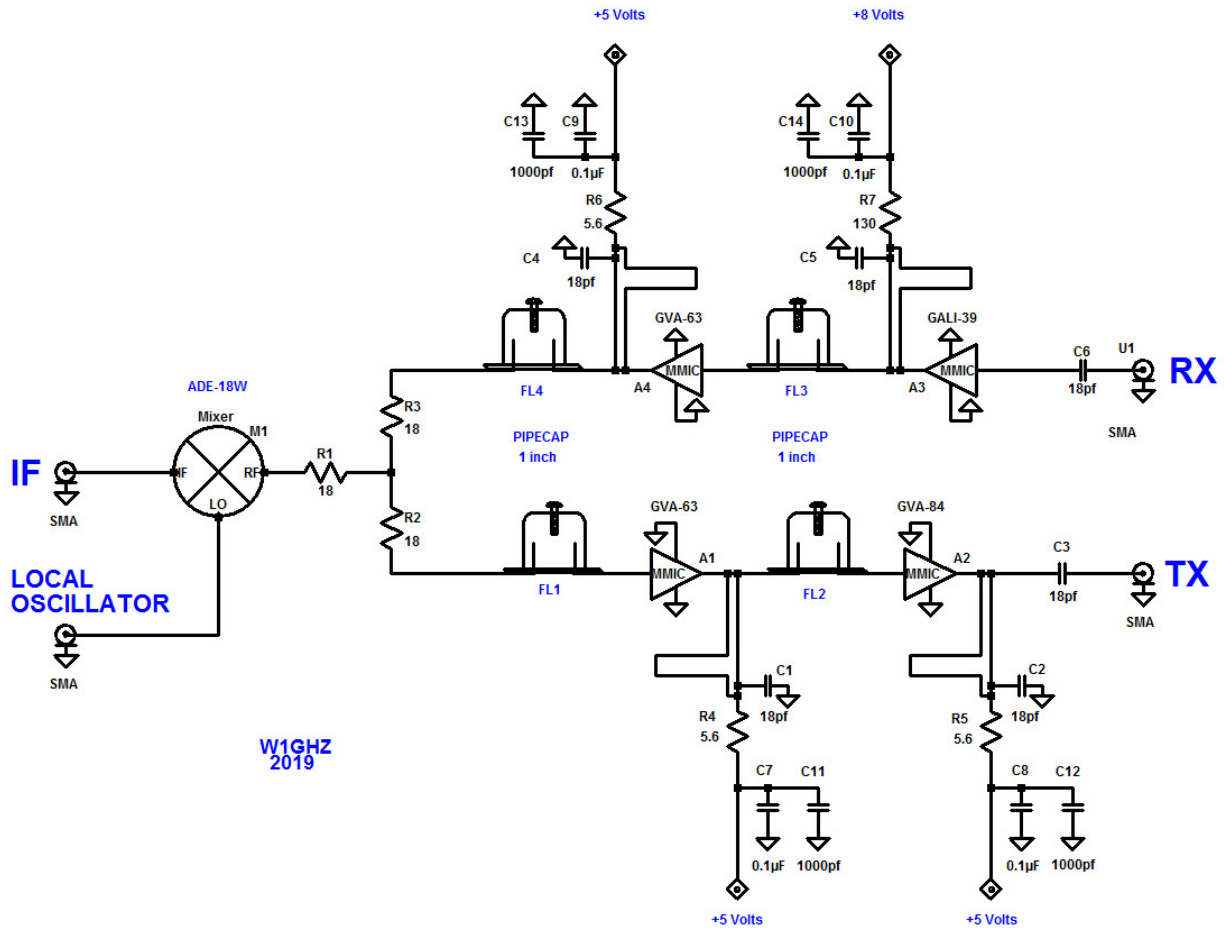 +5 Volts
+8 Volts
C13
C9
C14
C10
1000pf
0.1µF
1000pf
0.1µF
R6
5.6
R7
130
C4
18pf
C5
18pf
GVA-63
GALI-39
MMIC
A4
MMIC
A3
C6
18pf
U1
RX
SMA
FL4
FL3
PIPECAP
1 inch
PIPECAP
1 inch
ADE-18W
Mixer
M1
IF
IF
RF
LO
SMA
R1
18
R3
18
R2
18
GVA-63
GVA-84
MMIC
A1
MMIC
A2
C3
18pf
TX
SMA
FL1
FL2
LOCAL
OSCILLATOR
SMA
C1
18pf
C2
18pf
R4
5.6
R5
5.6
W1GHZ
2019
C7
C11
C8
C12
0.1µF
1000pf
0.1µF
1000pf
+5 Volts
+5 Volts